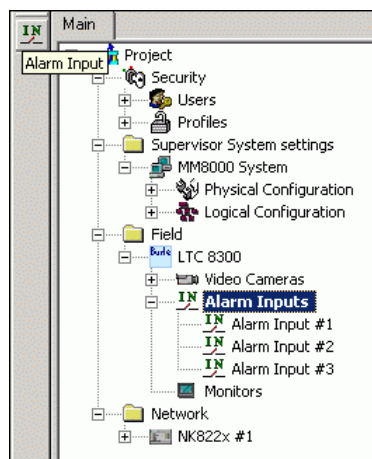 IN
Main
Alarm Input
Project
Security
Users
Profiles
Supervisor System settings
MM8000 System
Physical Configuration
Logical Configuration
Field
Burle LTC 8300
Video Cameras
IN Alarm Inputs
IN Alarm Input #1
IN Alarm Input #2
IN Alarm Input #3
Monitors
Network
NK822x #1